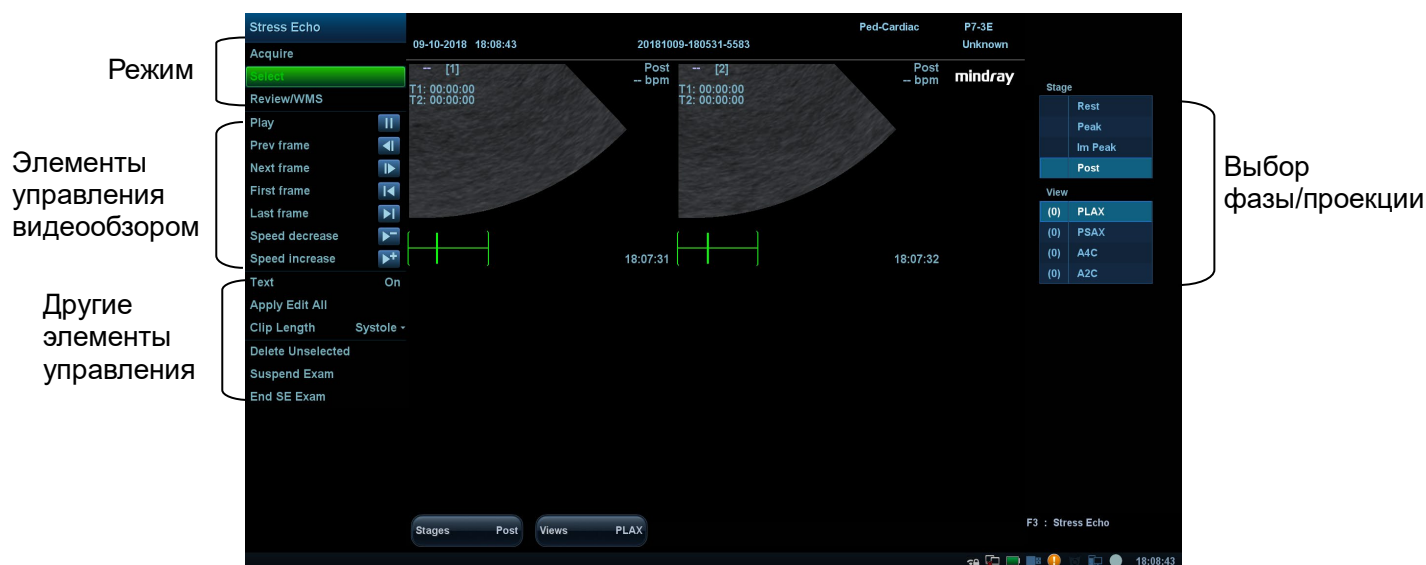 Режим
Элементы
управления
видеообзором
Другие
элементы
управления
Stress Echo
Acquire
Select
Review/WMS
Play
Prev frame
Next frame
First frame
Last frame
Speed decrease
Speed increase
Text On
Apply Edit All
Clip Length Systole
Delete Unselected
Suspend Exam
End SE Exam
Ped-Cardiac P7-3E
09-10-2018 18:08:43 20181009-180531-5583 Unknown
-- [1] Post
-- bpm
T1: 00:00:00
T2: 00:00:00
18:07:31
-- [2] Post
-- bpm
T1: 00:00:00
T2: 00:00:00
18:07:32
mindray
Stage
Rest
Peak
Im Peak
Post
View
(0) PLAX
(0) PSAX
(0) A4C
(0) A2C
Выбор
фазы/проекции
Stages Post Views PLAX
F3 : Stress Echo
18:08:43